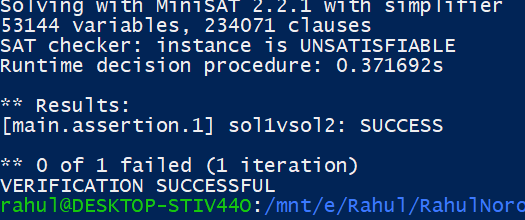 Solving with MiniSAT 2.2.1 with simplifier
53144 variables, 234071 clauses
SAT checker: instance is UNSATISFIABLE
Runtime decision procedure: 0.371692s
** Results:
[main.assertion.1] sol1vsol2: SUCCESS
** 0 of 1 failed (1 iteration)
VERIFICATION SUCCESSFUL
rahul@DESKTOP-STIV44O:/mnt/e/Rahul/RahulNoro